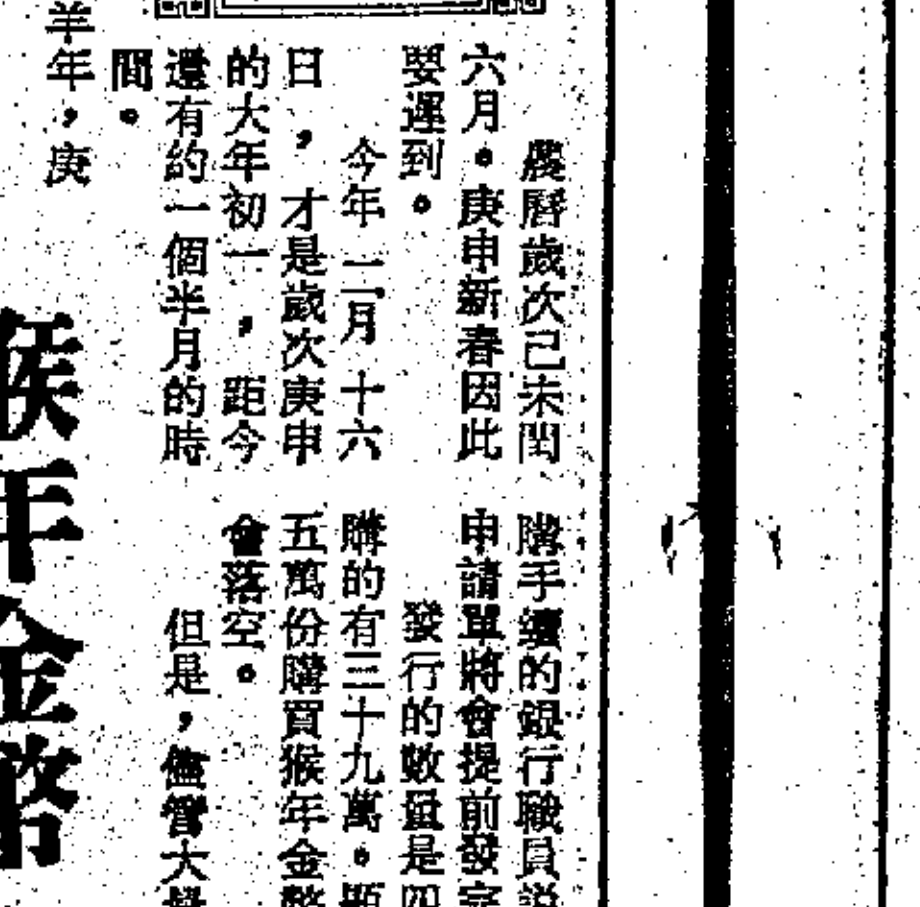 農曆歲次己未閏
六月。庚申新春因此
要遲到。
今年二月十六
日,才是歲次庚申
的大年初一,距今
還有約一個半月的時
間。
羊年,庚
購手續的銀行職員説
申請單將會提前發完
發行的數量是四
購的有三十九萬。顯
五萬份購買猴年金幣
會落空。
但是,儘管大
猴年金幣